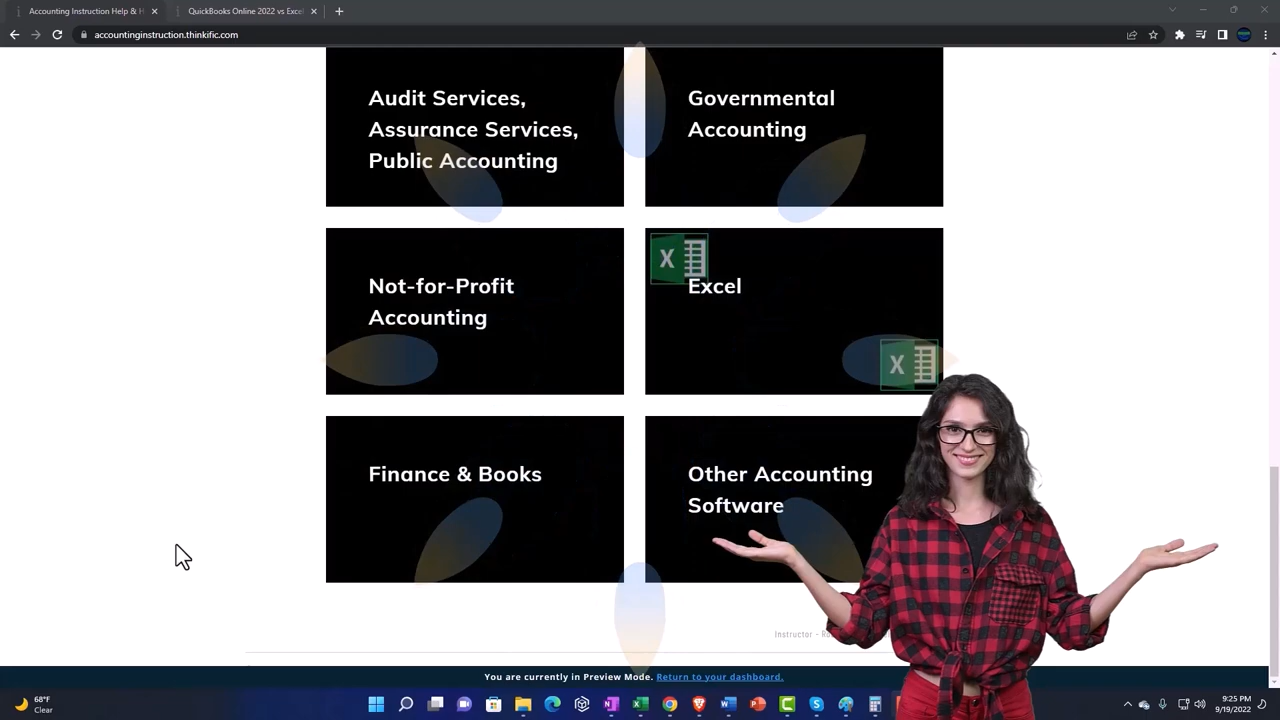 Accounting Instruction Help & H
QuickBooks Online 2022 vs Excel
accountinginstruction.thinkific.com
Audit Services,
Assurance Services,
Public Accounting
Governmental
Accounting
Not-for-Profit
Accounting
X
Excel
X
Finance & Books
Other Accounting
Software
Instructor -
You are currently in Preview Mode. Return to your dashboard.
68°F
Clear
9:25 PM
9/19/2022